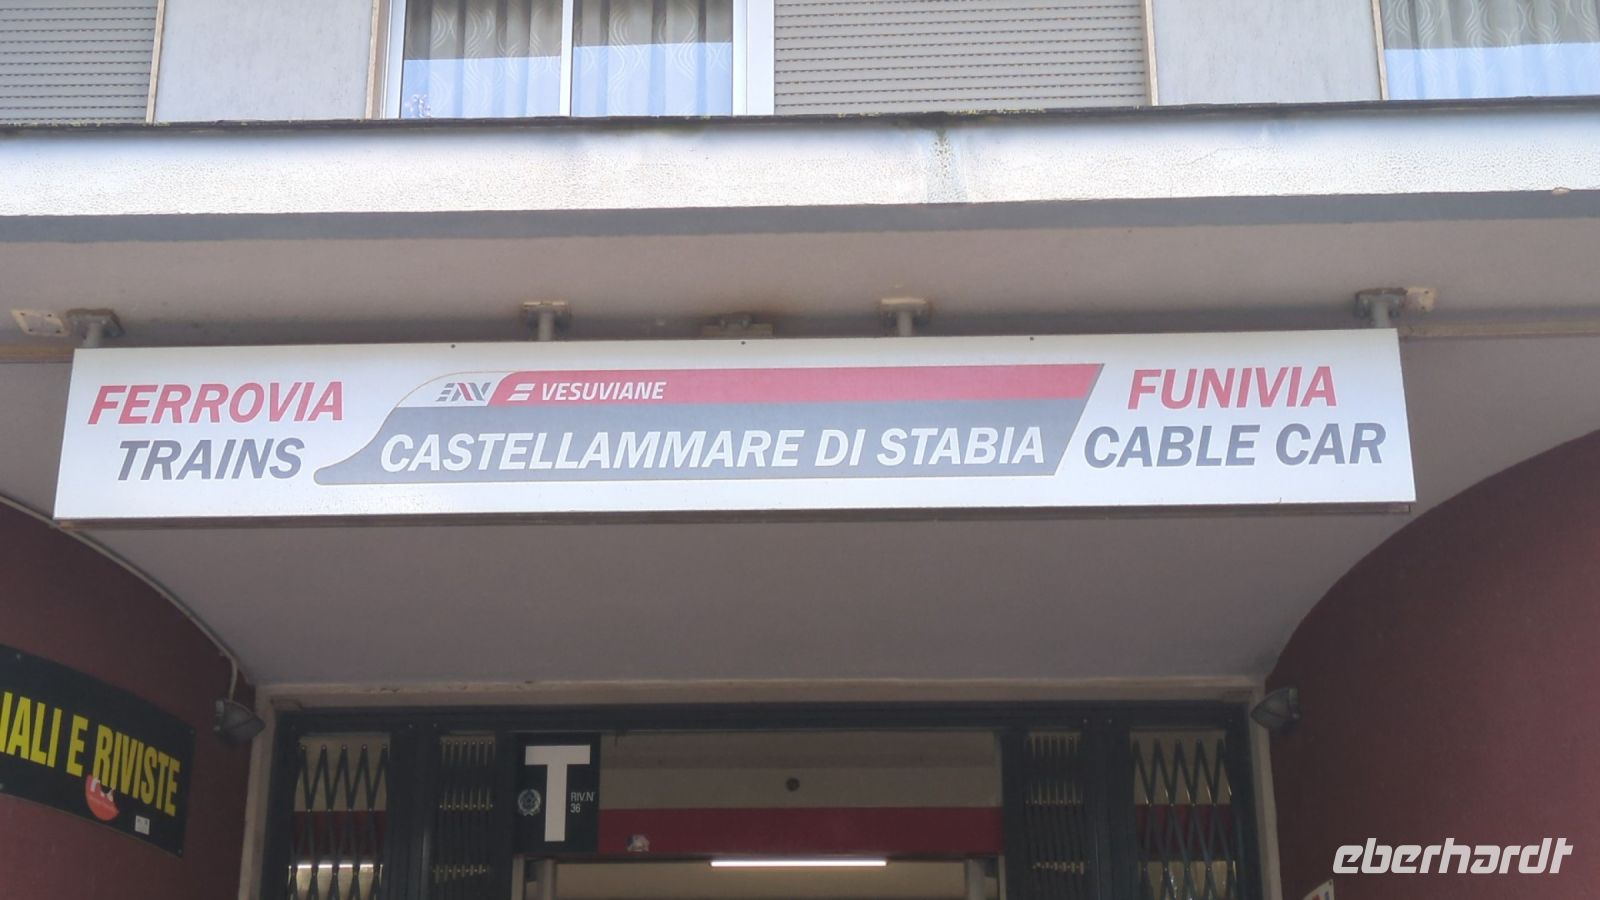 FERROVIA
TRAINS
EAV VESUVIANE
CASTELLAMMARE DI STABIA
FUNIVIA
CABLE CAR
IALI E RIVISTE
T
RIV.N°
36
eberhardt